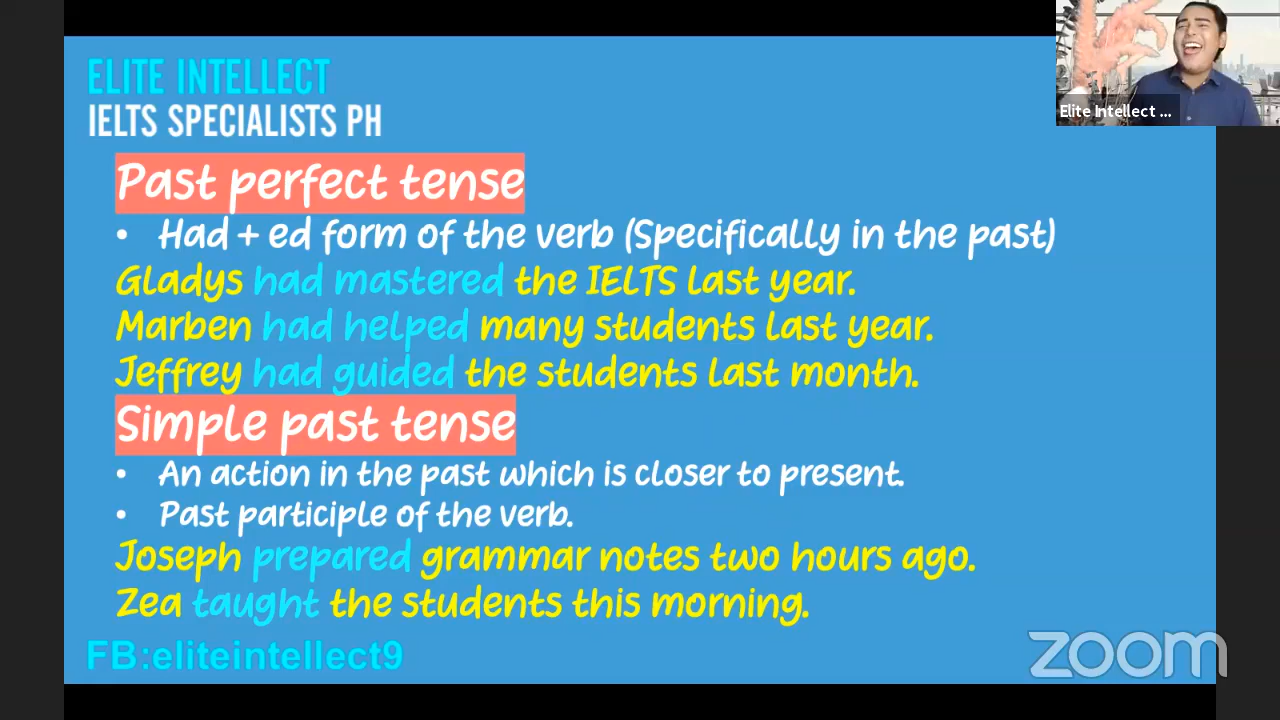 ELITE INTELLECT
IELTS SPECIALISTS PH
Elite Intellect ...
Past perfect tense
• Had + ed form of the verb (Specifically in the past)
Gladys had mastered the IELTS last year.
Marben had helped many students last year.
Jeffrey had guided the students last month.
Simple past tense
• An action in the past which is closer to present.
• Past participle of the verb.
Joseph prepared grammar notes two hours ago.
Zea taught the students this morning.
FB:eliteintellect9
zoom